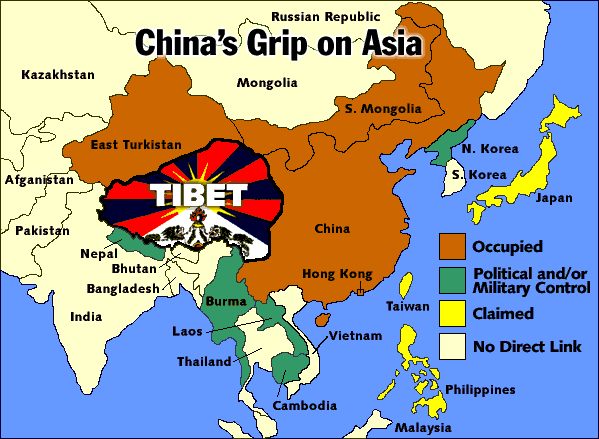 Russian Republic
China's Grip on Asia
Kazakhstan
Mongolia
S. Mongolia
East Turkistan
N. Korea
Afganistan
TIBET
S. Korea
Japan
Pakistan
China
Nepal
Bhutan
Bangladesh
Hong Kong
India
Burma
Taiwan
Laos
Vietnam
Thailand
Cambodia
Philippines
Malaysia
Occupied
Political and/or
Military Control
Claimed
No Direct Link